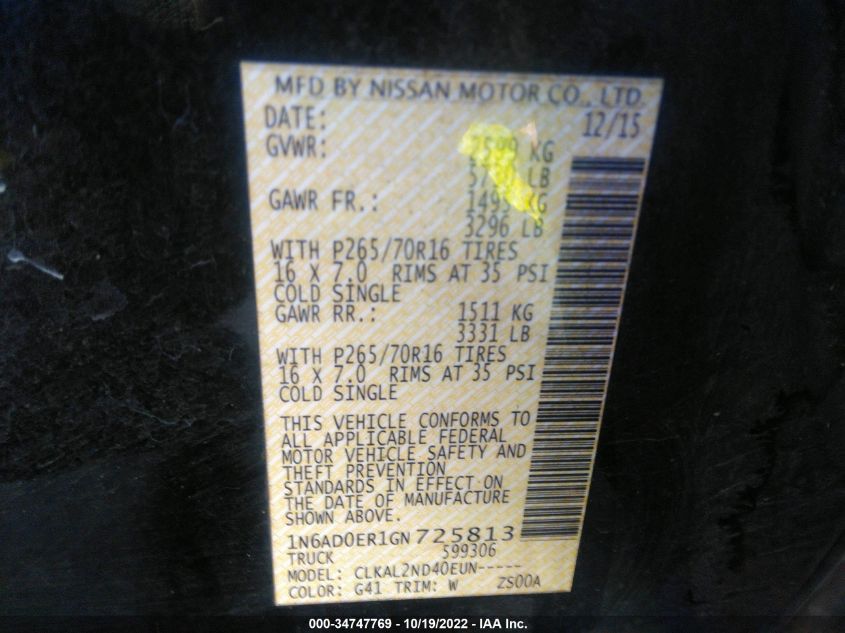 MFD BY NISSAN MOTOR CO., LTD.
DATE: 12/15
GVWR: KG
LB
GAWR FR.: KG
3296 LB
WITH P265/70R16 TIRES
16 X 7.0 RIMS AT 35 PSI
COLD SINGLE
GAWR RR.: 1511 KG
3331 LB
WITH P265/70R16 TIRES
16 X 7.0 RIMS AT 35 PSI
COLD SINGLE
THIS VEHICLE CONFORMS TO
ALL APPLICABLE FEDERAL
MOTOR VEHICLE SAFETY AND
THEFT PREVENTION
STANDARDS IN EFFECT ON
THE DATE OF MANUFACTURE
SHOWN ABOVE.
1N6AD0ER1GN725813
TRUCK 599306
MODEL: CLKAL2ND40EUN-----
COLOR: G41 TRIM: W ZS00A
000-34747769 - 10/19/2022 - IAA Inc.